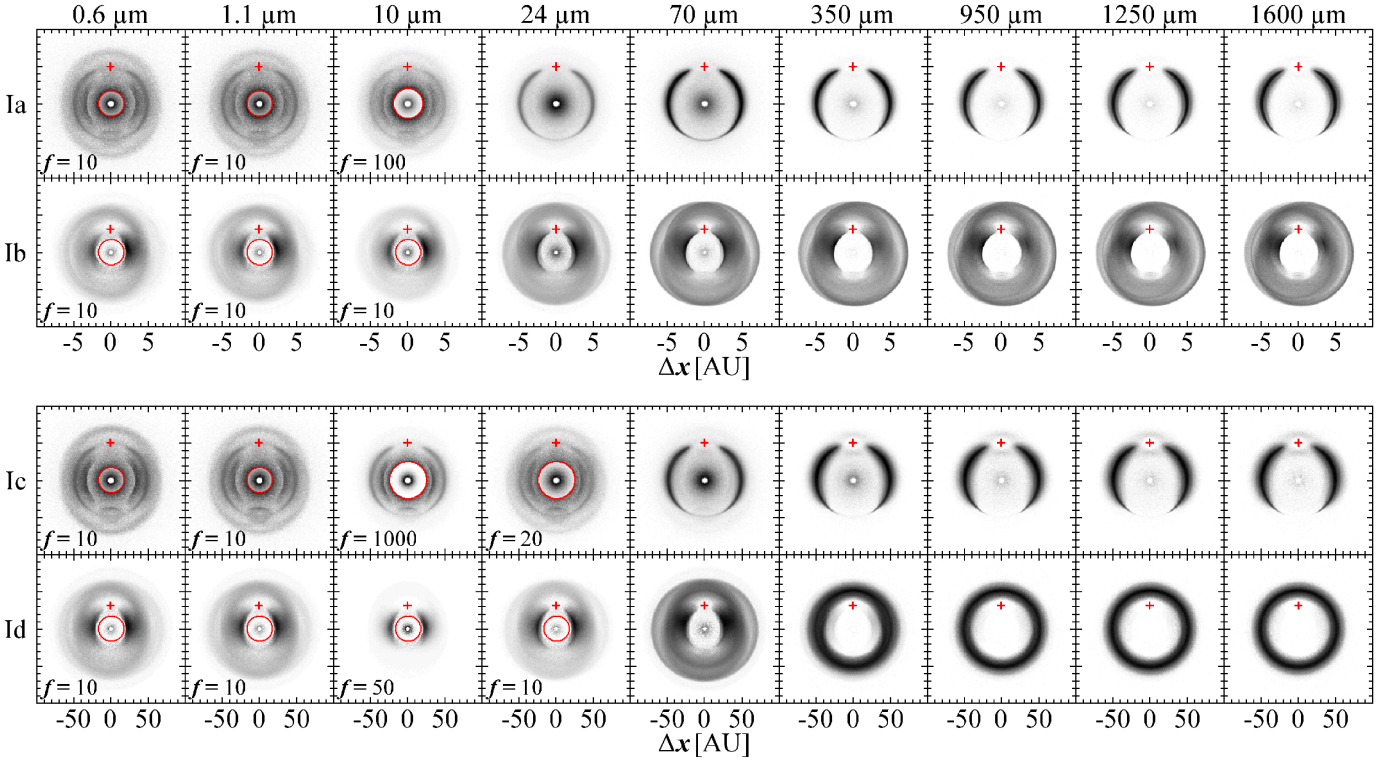 0.6 µm 1.1 µm 10 µm 24 µm 70 µm 350 µm 950 µm 1250 µm 1600 µm
Ia
f = 10 f = 10 f = 100
Ib
f = 10 f = 10 f = 10
-5 0 5 -5 0 5 -5 0 5 -5 0 5 -5 0 5 -5 0 5 -5 0 5 -5 0 5 -5 0 5
Δx [AU]
Ic
f = 10 f = 10 f = 1000 f = 20
Id
f = 10 f = 10 f = 50 f = 10
-50 0 50 -50 0 50 -50 0 50 -50 0 50 -50 0 50 -50 0 50 -50 0 50 -50 0 50 -50 0 50
Δx [AU]